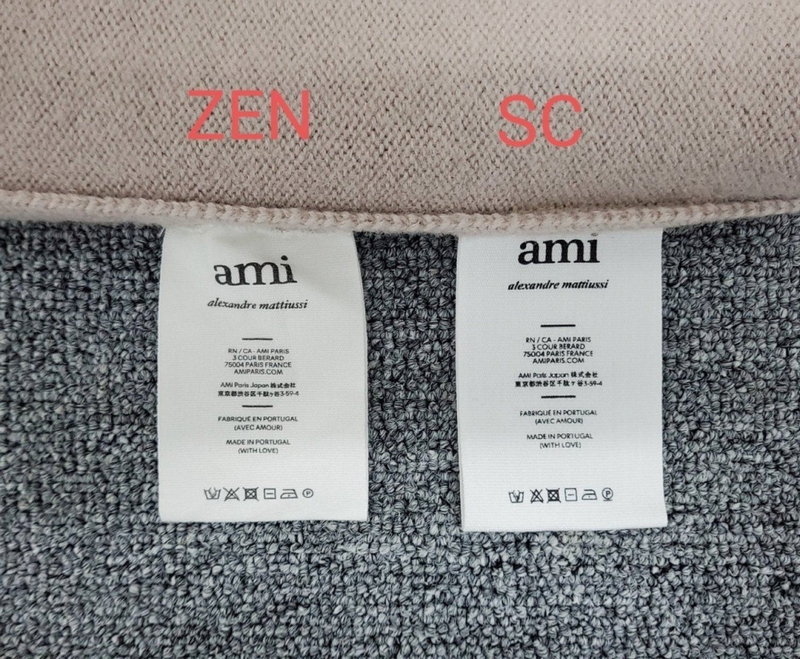 ZEN
SC
ami
alexandre mattiussi
RN / CA - AMI PARIS
3 COUR BERARD
75004 PARIS FRANCE
AMIPARIS.COM
AMI Paris Japan 株式会社
東京都渋谷区千駄ヶ谷3-59-4
FABRIQUÉ EN PORTUGAL
(AVEC AMOUR)
MADE IN PORTUGAL
(WITH LOVE)
P
ami
alexandre mattiussi
RN / CA - AMI PARIS
3 COUR BERARD
75004 PARIS FRANCE
AMIPARIS.COM
AMI Paris Japan 株式会社
東京都渋谷区千駄ヶ谷3-59-4
FABRIQUÉ EN PORTUGAL
(AVEC AMOUR)
MADE IN PORTUGAL
(WITH LOVE)
P